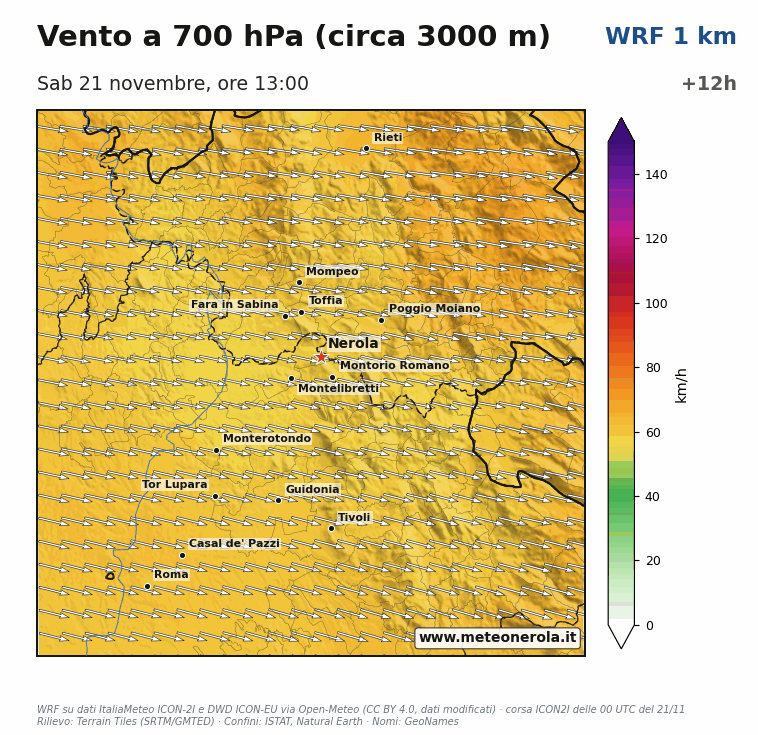 Vento a 700 hPa (circa 3000 m)
WRF 1 km
Sab 21 novembre, ore 13:00
+12h
Rieti
Mompeo
Toffia
Fara in Sabina
Poggio Moiano
Nerola
Montorio Romano
Montelibretti
Monterotondo
Tor Lupara
Guidonia
Tivoli
Casal de' Pazzi
Roma
www.meteonerola.it
140
120
100
80
60
40
20
0
km/h
WRF su dati ItaliaMeteo ICON-2I e DWD ICON-EU via Open-Meteo (CC BY 4.0, dati modificati) · corsa ICON2I delle 00 UTC del 21/11
Rilievo: Terrain Tiles (SRTM/GMTED) · Confini: ISTAT, Natural Earth · Nomi: GeoNames